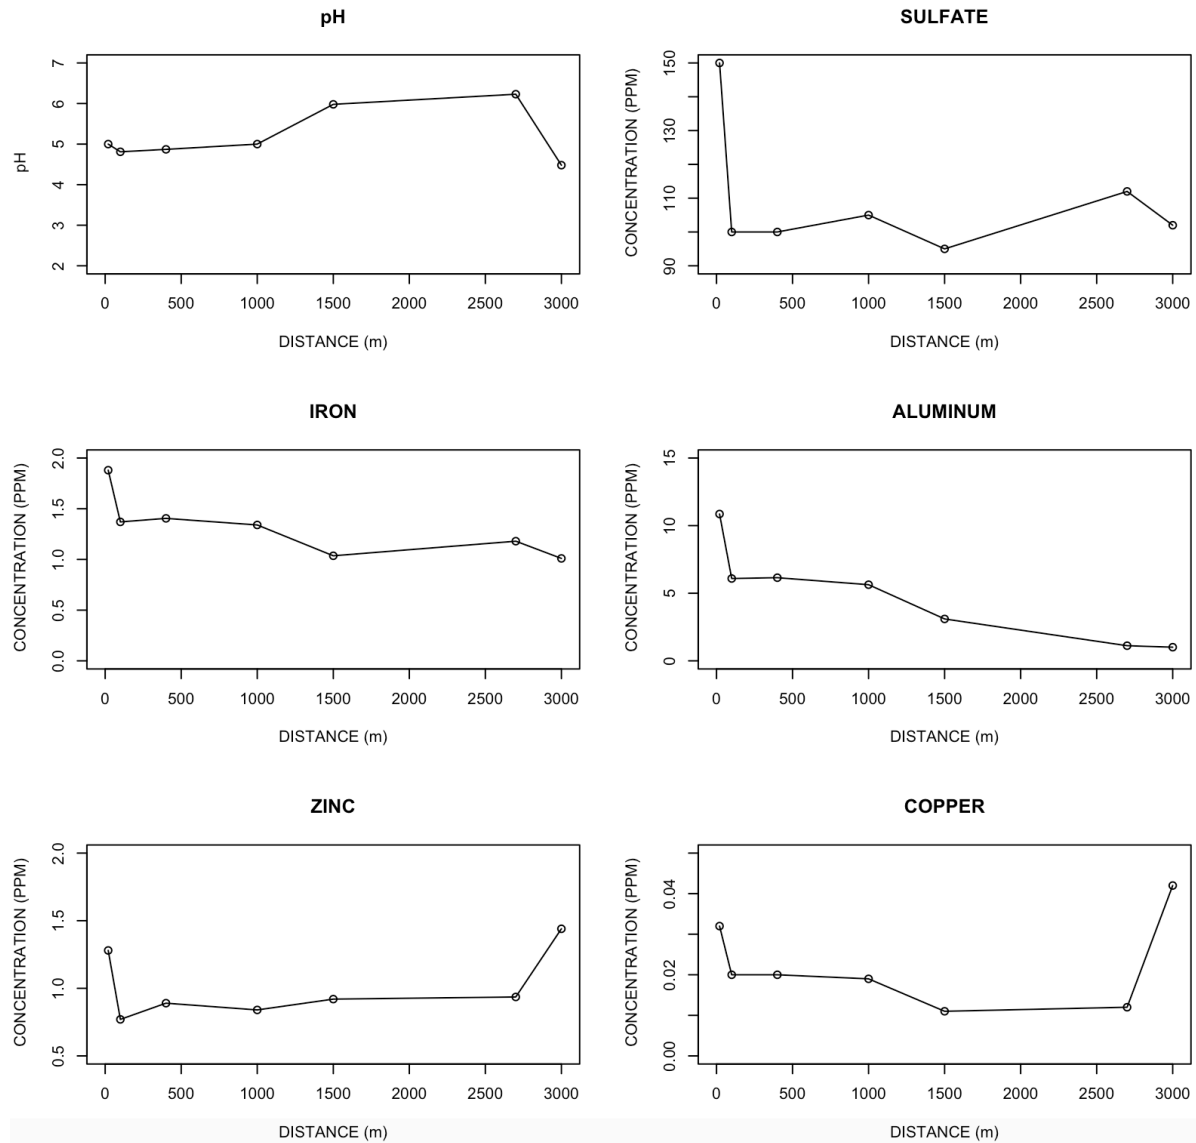 pH
pH
7
6
5
4
3
2
0 500 1000 1500 2000 2500 3000
DISTANCE (m)
SULFATE
CONCENTRATION (PPM)
150
130
110
90
0 500 1000 1500 2000 2500 3000
DISTANCE (m)
IRON
CONCENTRATION (PPM)
2.0
1.5
1.0
0.5
0.0
0 500 1000 1500 2000 2500 3000
DISTANCE (m)
ALUMINUM
CONCENTRATION (PPM)
15
10
5
0
0 500 1000 1500 2000 2500 3000
DISTANCE (m)
ZINC
CONCENTRATION (PPM)
2.0
1.5
1.0
0.5
0 500 1000 1500 2000 2500 3000
DISTANCE (m)
COPPER
CONCENTRATION (PPM)
0.04
0.02
0.00
0 500 1000 1500 2000 2500 3000
DISTANCE (m)